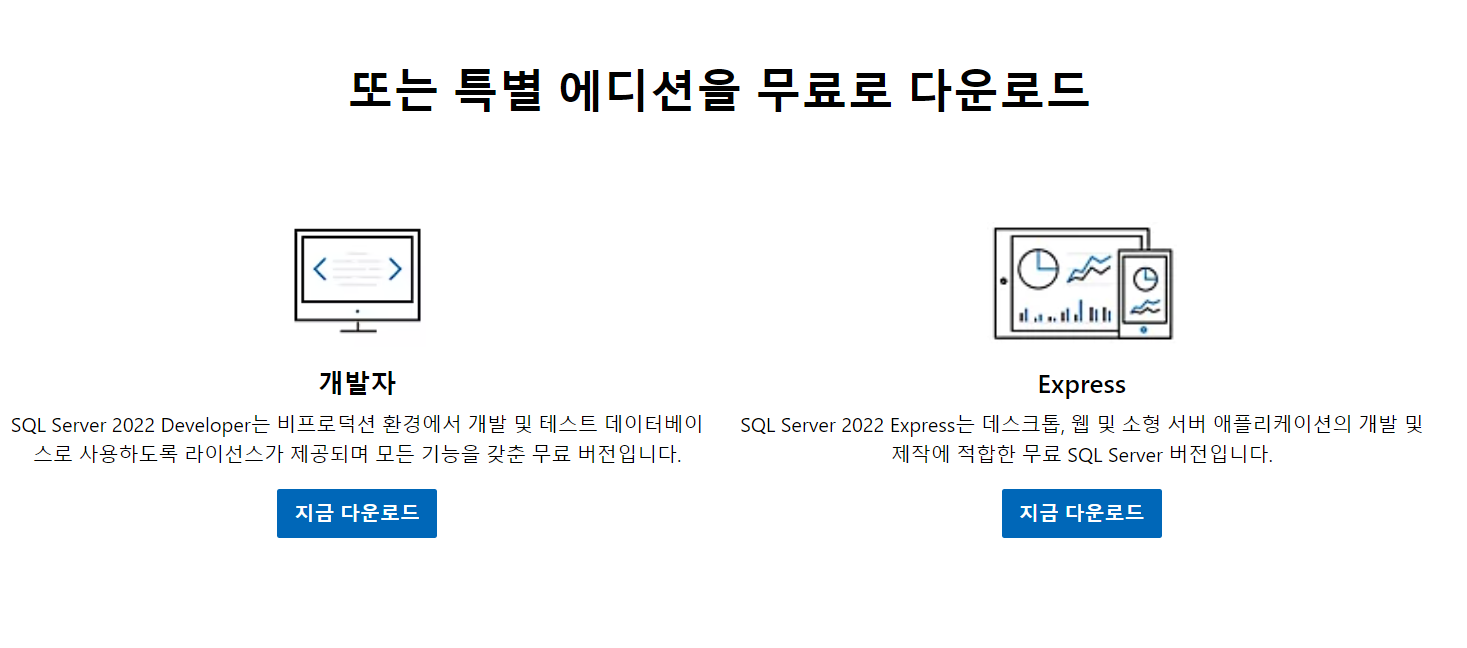 또는 특별 에디션을 무료로 다운로드
개발자
SQL Server 2022 Developer는 비프로덕션 환경에서 개발 및 테스트 데이터베이
스로 사용하도록 라이선스가 제공되며 모든 기능을 갖춘 무료 버전입니다.
지금 다운로드
Express
SQL Server 2022 Express는 데스크톱, 웹 및 소형 서버 애플리케이션의 개발 및
제작에 적합한 무료 SQL Server 버전입니다.
지금 다운로드